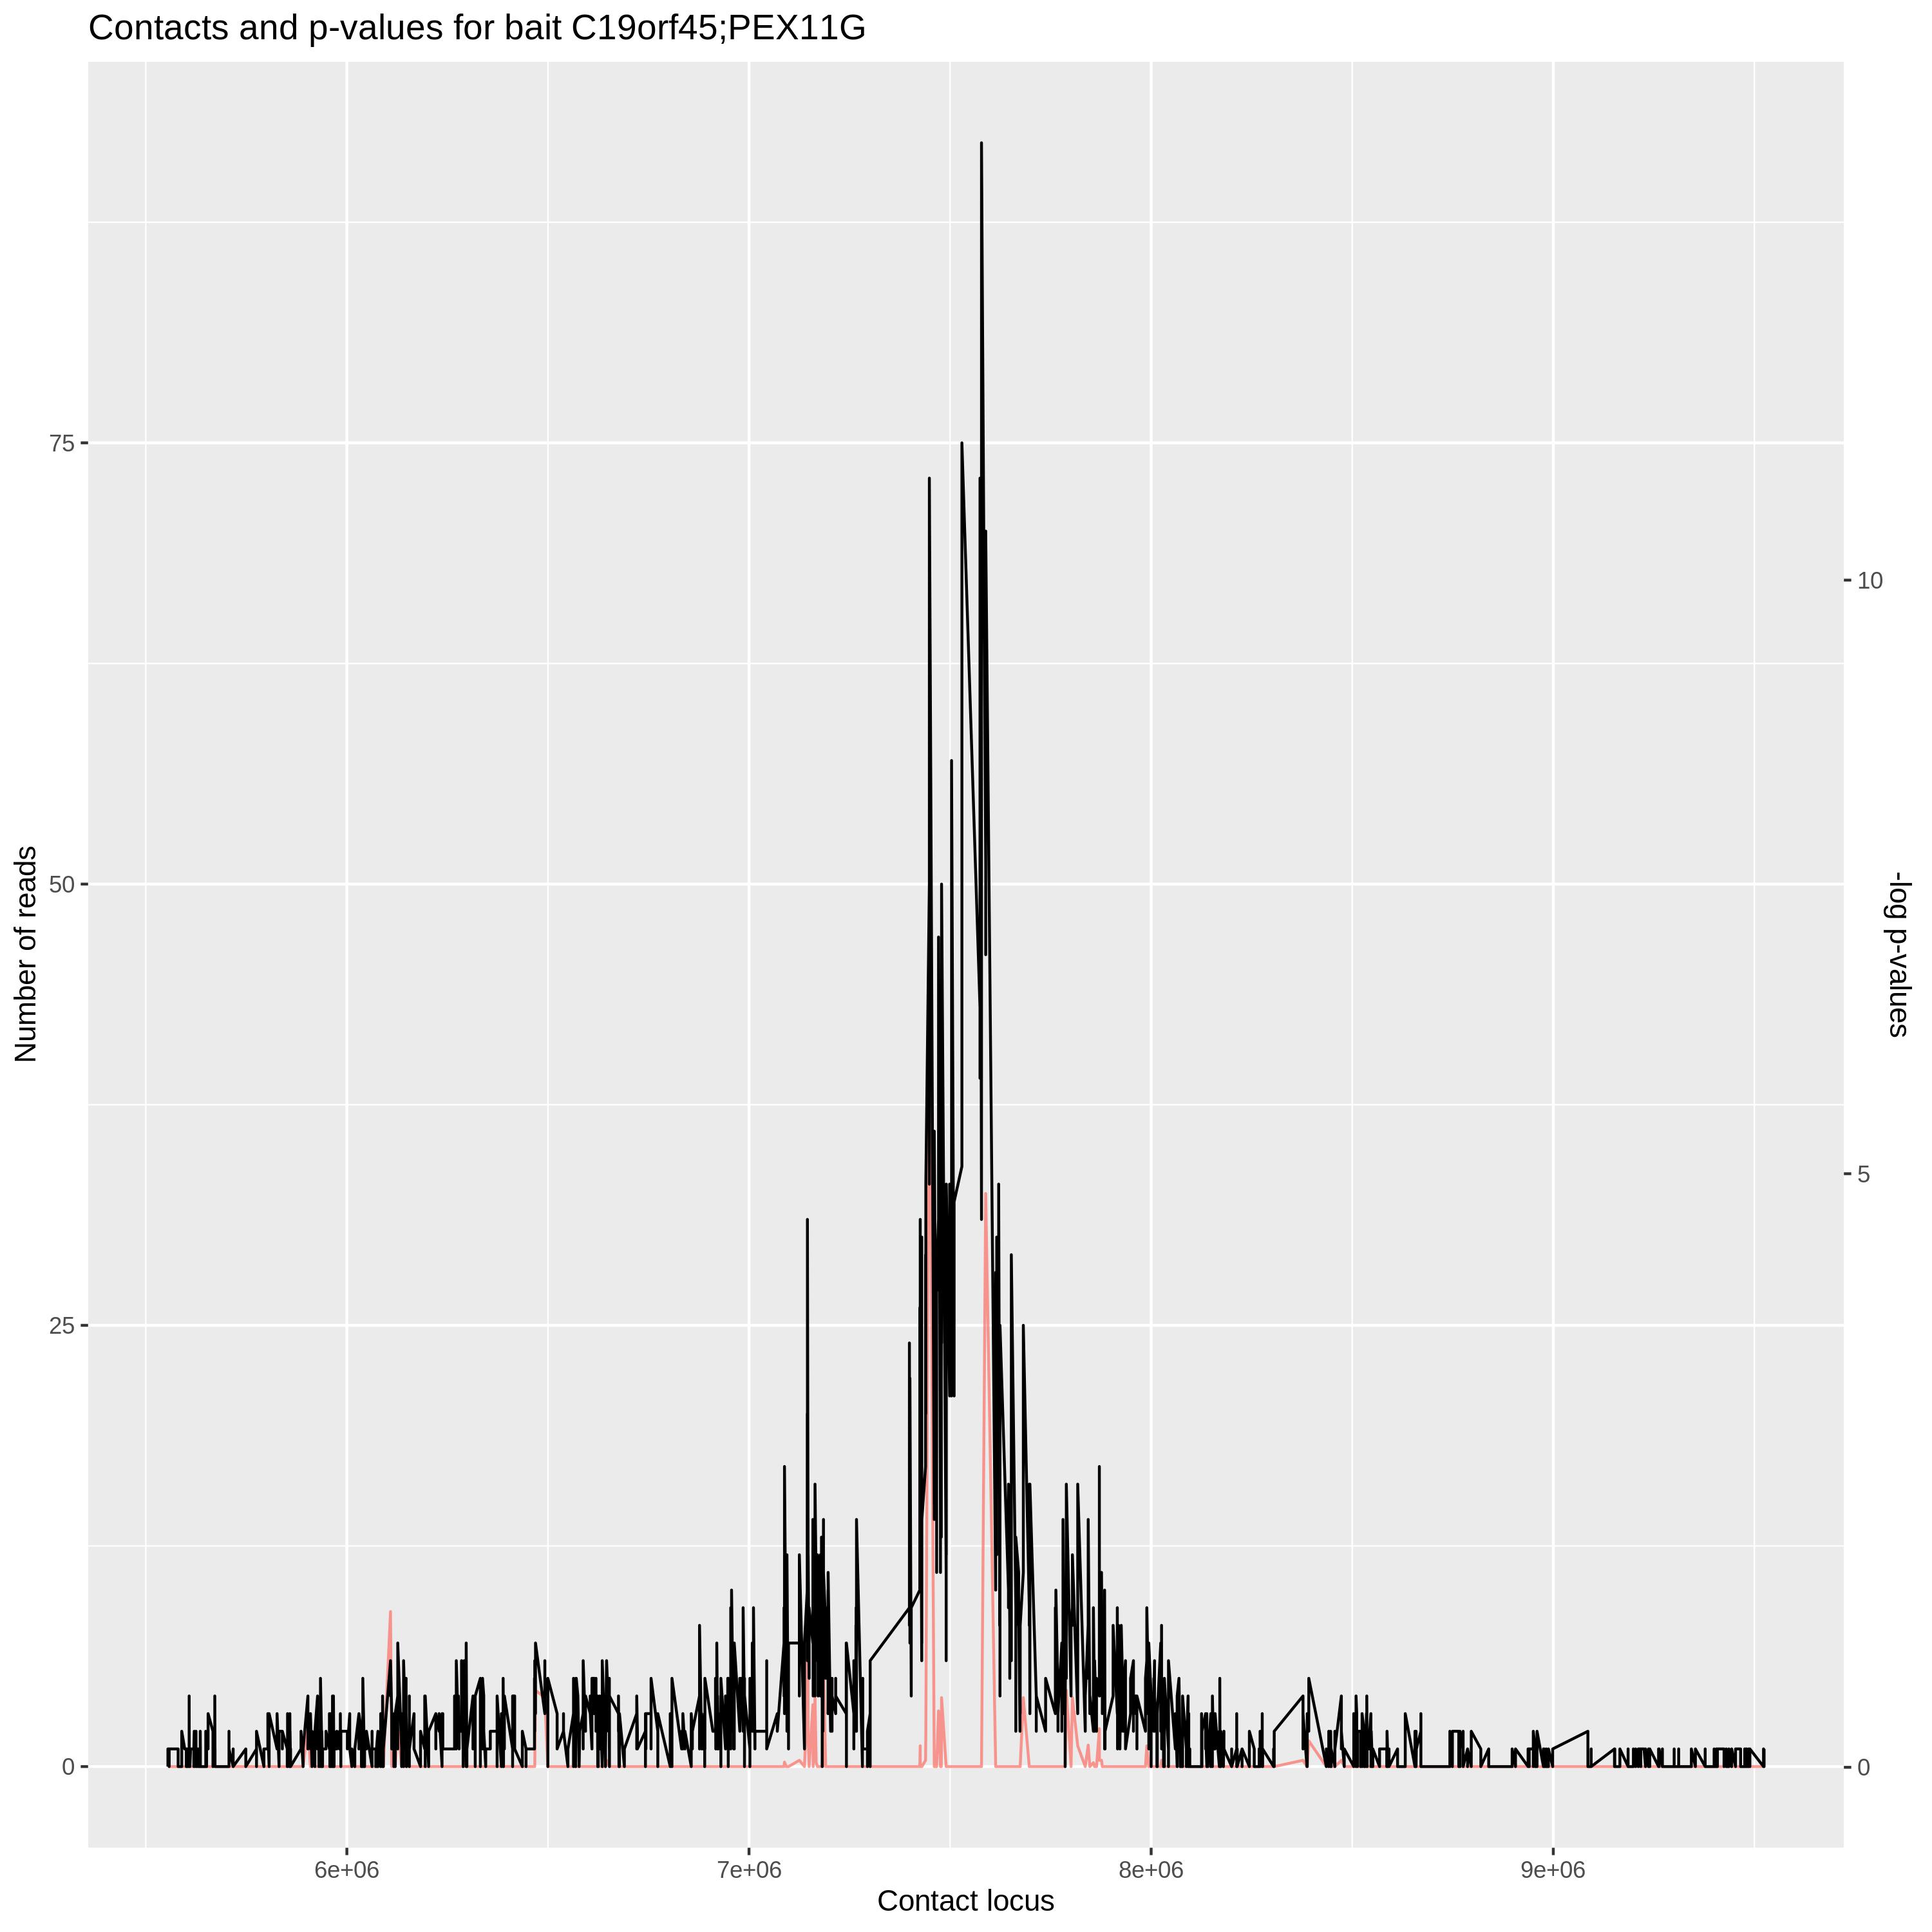 Contacts and p-values for bait C19orf45;PEX11G
Number of reads
75
50
25
0
10
5
0
-log p-values
6e+06 7e+06 8e+06 9e+06
Contact locus